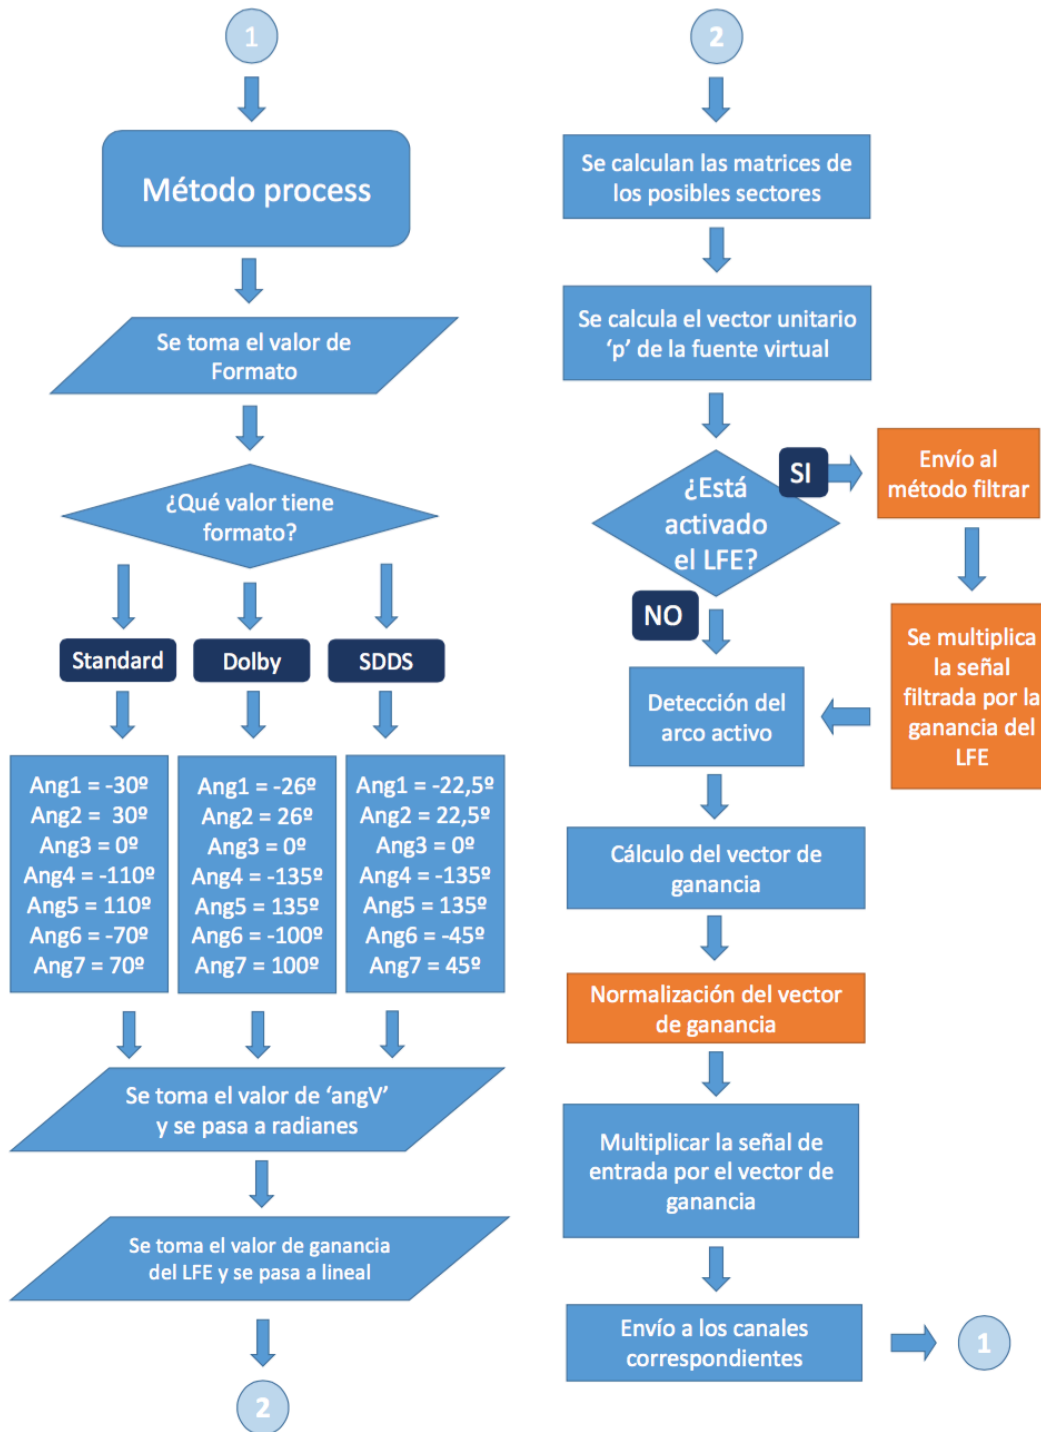 1
Método process
Se toma el valor de
Formato
¿Qué valor tiene
formato?
Standard
Dolby
SDDS
Ang1 = -30º
Ang2 = 30º
Ang3 = 0º
Ang4 = -110º
Ang5 = 110º
Ang6 = -70º
Ang7 = 70º
Ang1 = -26º
Ang2 = 26º
Ang3 = 0º
Ang4 = -135º
Ang5 = 135º
Ang6 = -100º
Ang7 = 100º
Ang1 = -22,5º
Ang2 = 22,5º
Ang3 = 0º
Ang4 = -135º
Ang5 = 135º
Ang6 = -45º
Ang7 = 45º
Se toma el valor de ‘angV’
y se pasa a radianes
Se toma el valor de ganancia
del LFE y se pasa a lineal
2
2
Se calculan las matrices de
los posibles sectores
Se calcula el vector unitario
‘p’ de la fuente virtual
¿Está
activado
el LFE?
SI
Envío al
método filtrar
Se multiplica
la señal
filtrada por la
ganancia del
LFE
NO
Detección del
arco activo
Cálculo del vector de
ganancia
Normalización del vector
de ganancia
Multiplicar la señal de
entrada por el vector de
ganancia
Envío a los canales
correspondientes
1